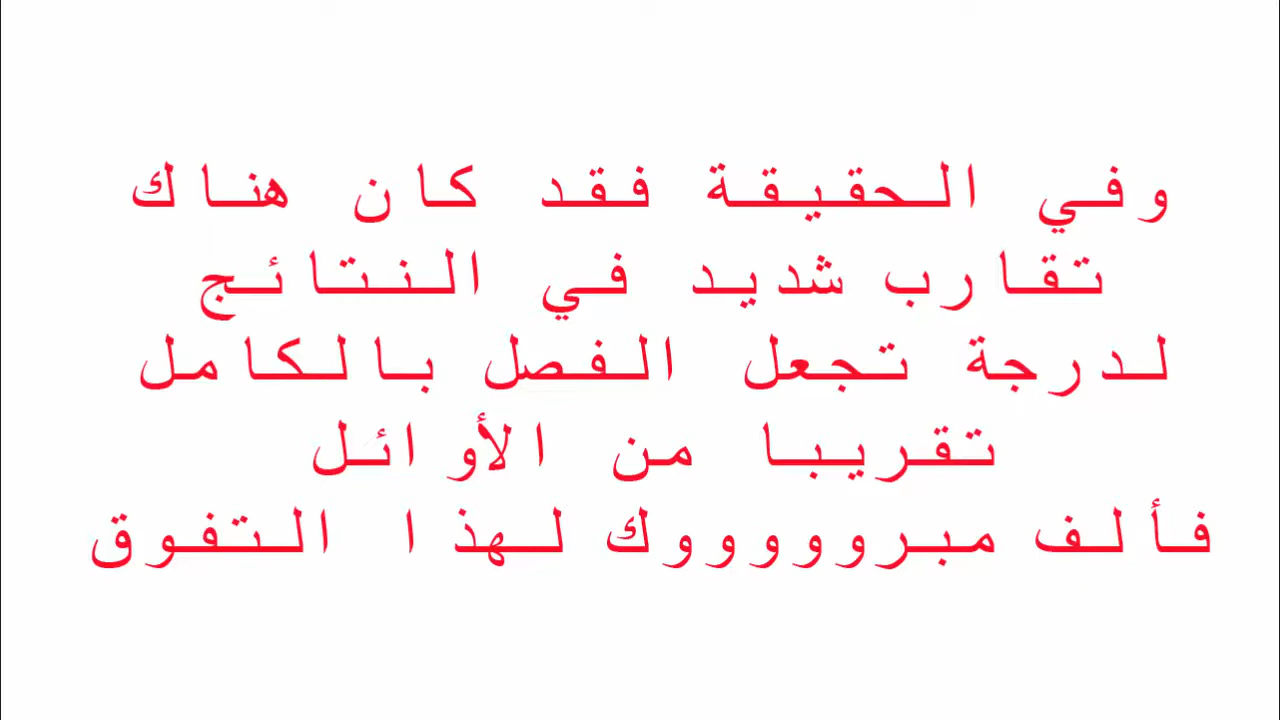 وفي الحقيقة فقد كان هناك
تقارب شديد في النتائج
لدرجة تجعل الفصل بالكامل
تقريبا من الأوائل
فألف مبروووووك لهذا التفوق